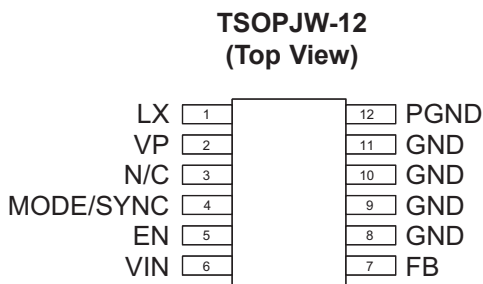 TSOPJW-12
(Top View)
LX 1 12 PGND
VP 2 11 GND
N/C 3 10 GND
MODE/SYNC 4 9 GND
EN 5 8 GND
VIN 6 7 FB